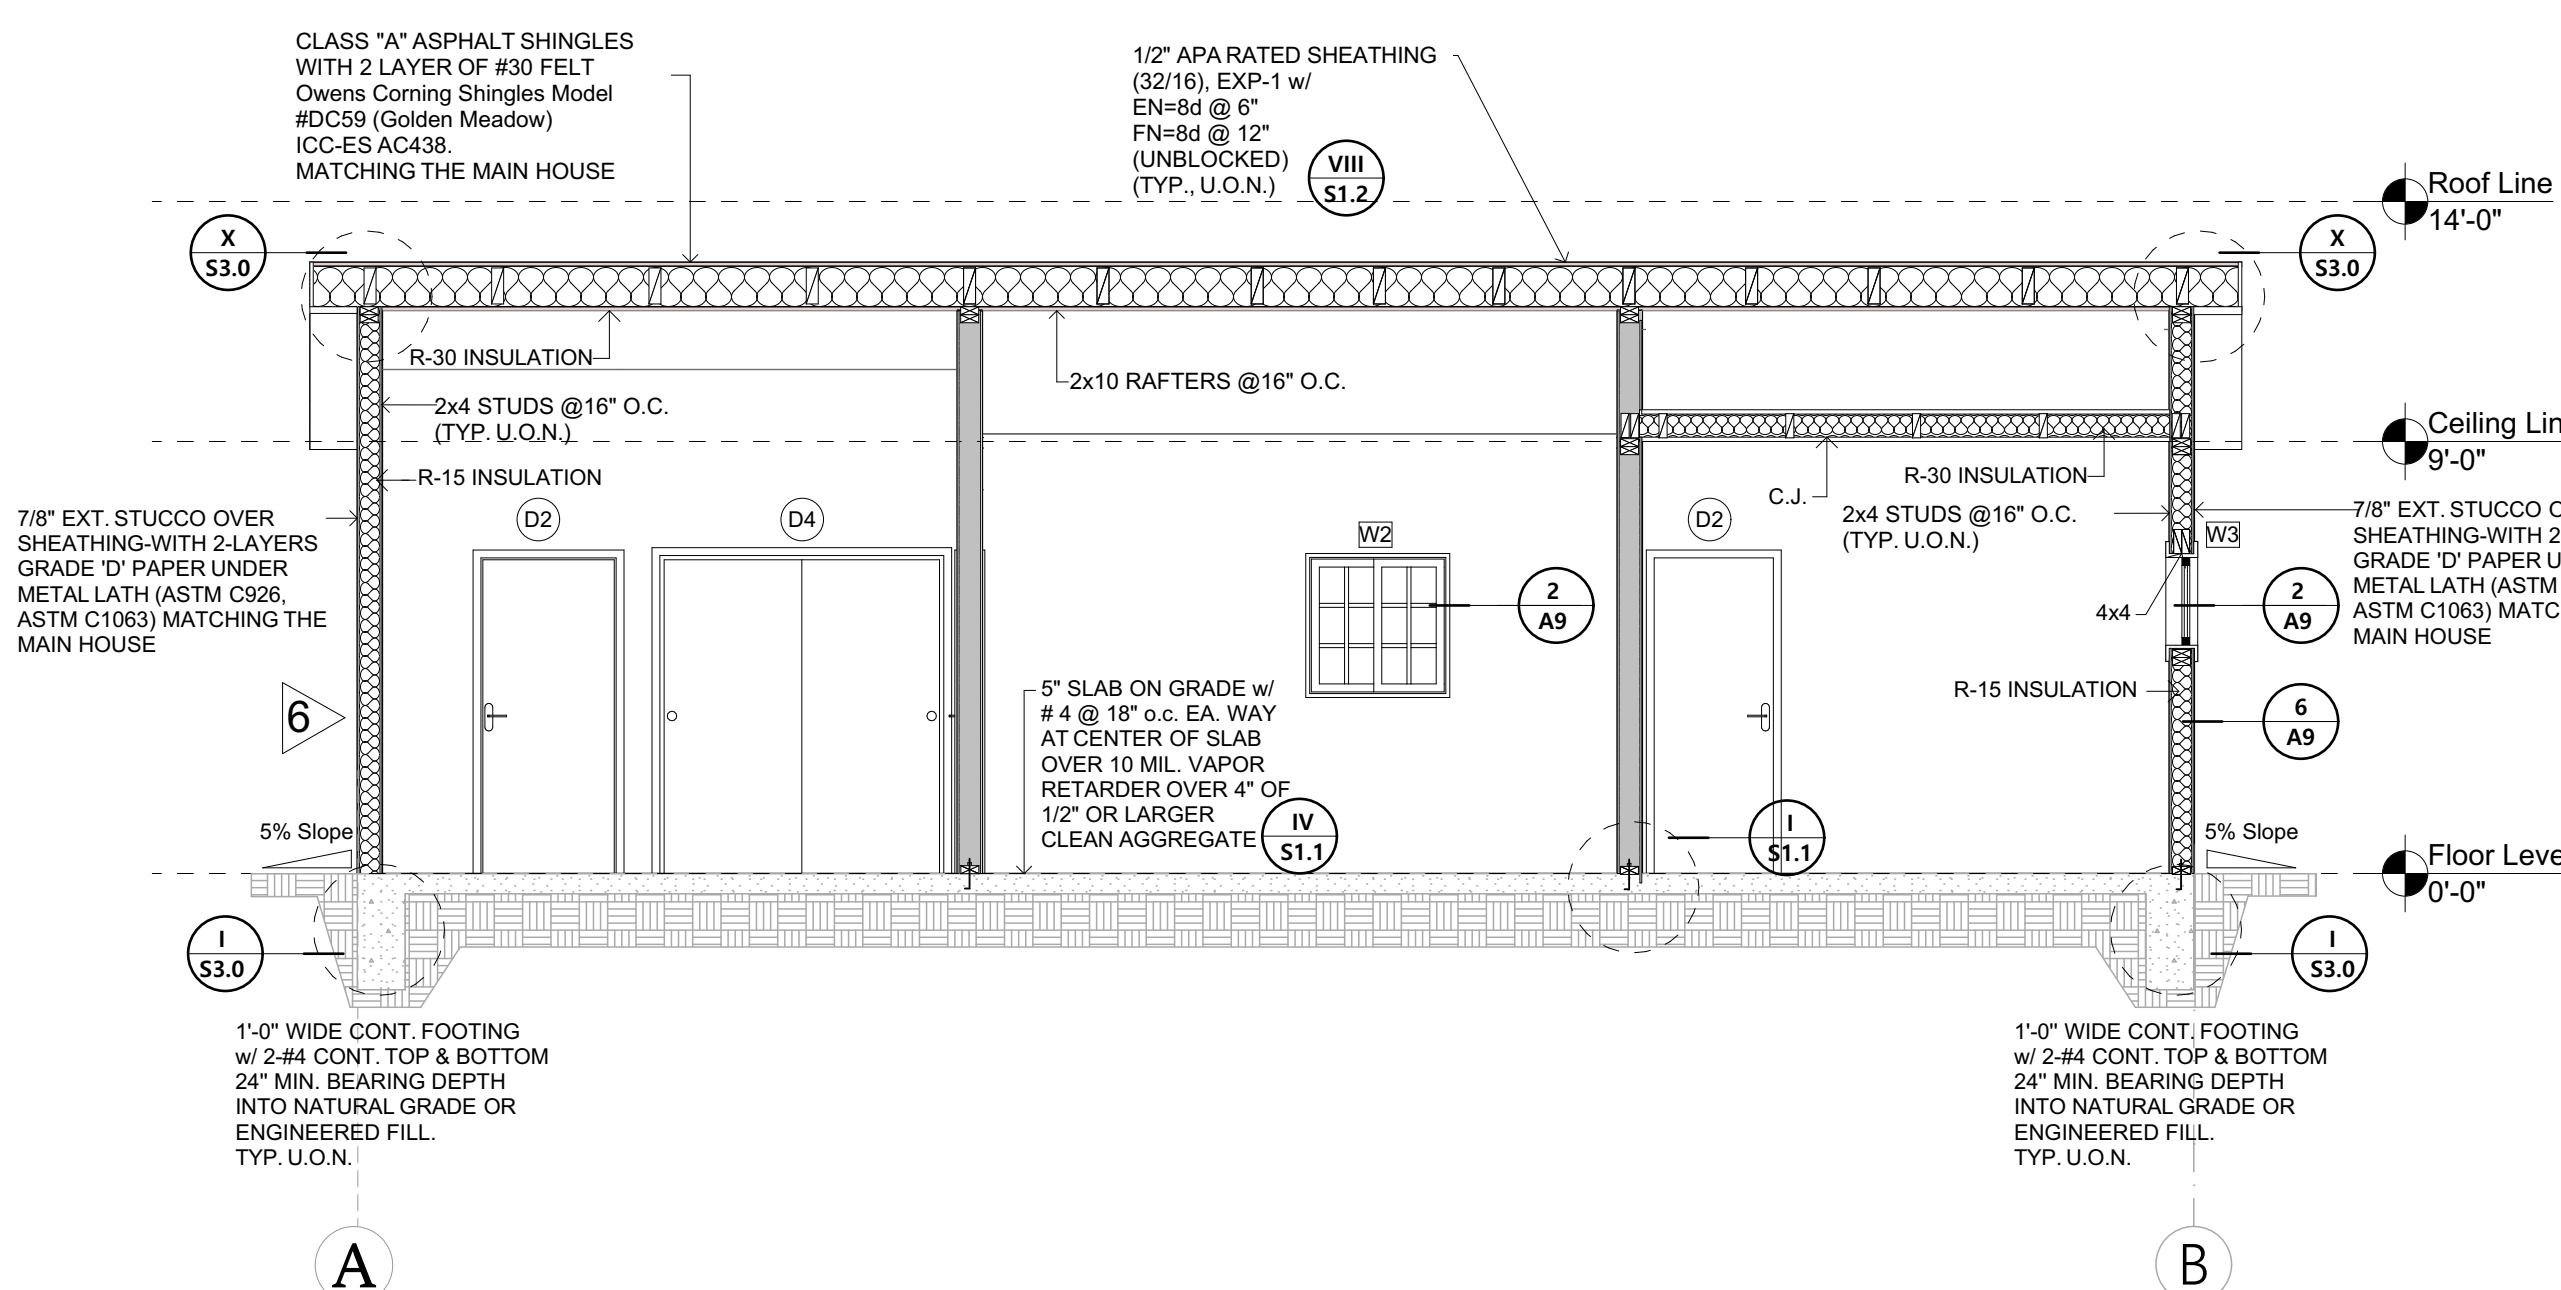 CLASS "A" ASPHALT SHINGLES
WITH 2 LAYER OF #30 FELT
Owens Corning Shingles Model
#DC59 (Golden Meadow)
ICC-ES AC438.
MATCHING THE MAIN HOUSE
1/2" APA RATED SHEATHING
(32/16), EXP-1 w/
EN=8d @ 6"
FN=8d @ 12"
(UNBLOCKED)
(TYP., U.O.N.)
VIII
S1.2
Roof Line
14'-0"
X
S3.0
X
S3.0
R-30 INSULATION
2x10 RAFTERS @16" O.C.
2x4 STUDS @16" O.C.
(TYP. U.O.N.)
Ceiling Lin
9'-0"
R-15 INSULATION
R-30 INSULATION
C.J.
2x4 STUDS @16" O.C.
(TYP. U.O.N.)
7/8" EXT. STUCCO OVER
SHEATHING-WITH 2-LAYERS
GRADE 'D' PAPER UNDER
METAL LATH (ASTM C926,
ASTM C1063) MATCHING THE
MAIN HOUSE
D2
D4
W2
D2
W3
7/8" EXT. STUCCO O
SHEATHING-WITH 2
GRADE 'D' PAPER U
METAL LATH (ASTM
ASTM C1063) MATC
MAIN HOUSE
2
A9
4x4
2
A9
6
5" SLAB ON GRADE w/
# 4 @ 18" o.c. EA. WAY
AT CENTER OF SLAB
OVER 10 MIL. VAPOR
RETARDER OVER 4" OF
1/2" OR LARGER
CLEAN AGGREGATE
IV
S1.1
I
S1.1
R-15 INSULATION
6
A9
5% Slope
5% Slope
Floor Leve
0'-0"
I
S3.0
I
S3.0
1'-0" WIDE CONT. FOOTING
w/ 2-#4 CONT. TOP & BOTTOM
24" MIN. BEARING DEPTH
INTO NATURAL GRADE OR
ENGINEERED FILL.
TYP. U.O.N.
1'-0" WIDE CONT. FOOTING
w/ 2-#4 CONT. TOP & BOTTOM
24" MIN. BEARING DEPTH
INTO NATURAL GRADE OR
ENGINEERED FILL.
TYP. U.O.N.
A
B